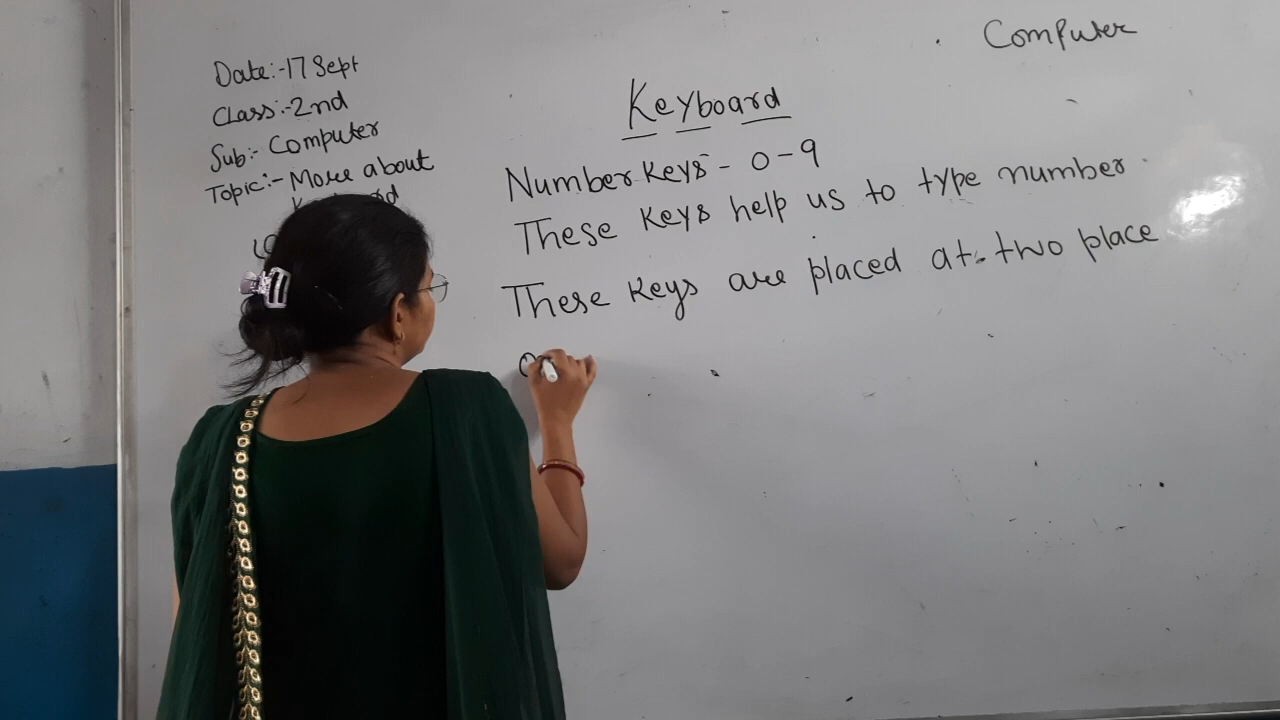 Computer
Date:-17 Sept
Class:-2nd
Sub:- Computer
Topic:- More about
Keyboard
Number Keys - 0-9
These Keys help us to type number
These Keys are placed at two place